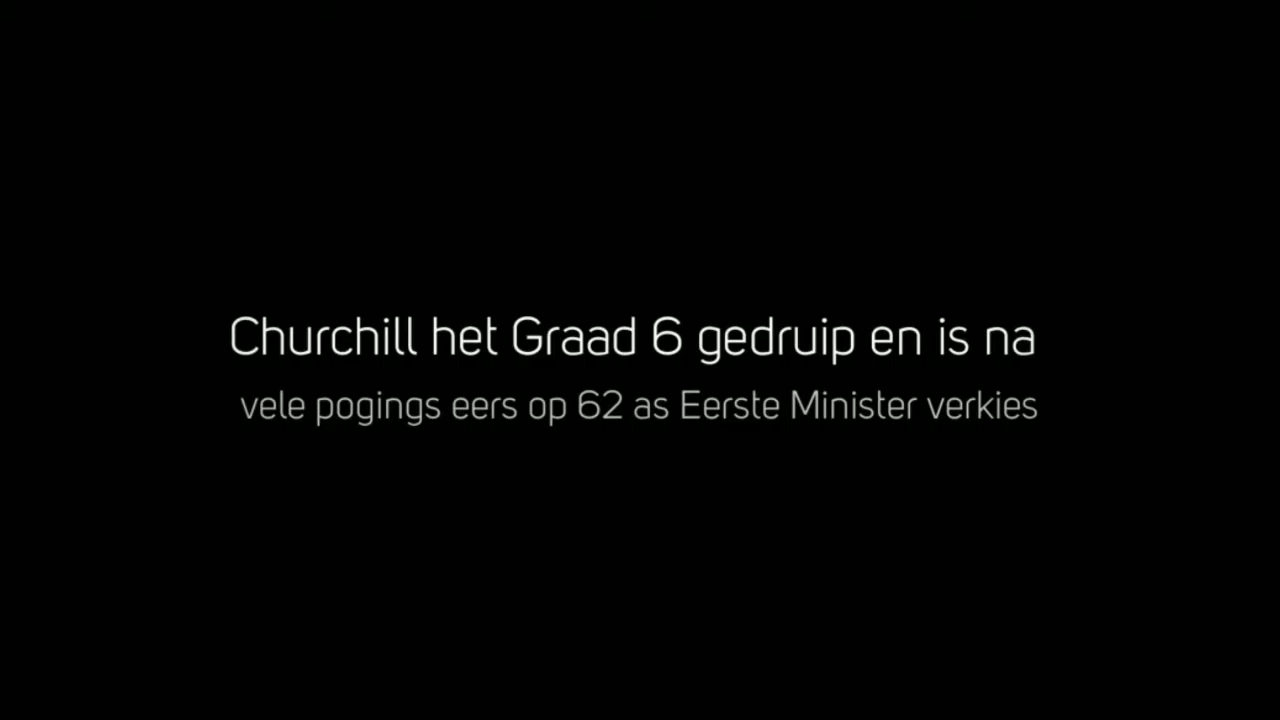 Churchill het Graad 6 gedruip en is na
vele pogings eers op 62 as Eerste Minister verkies